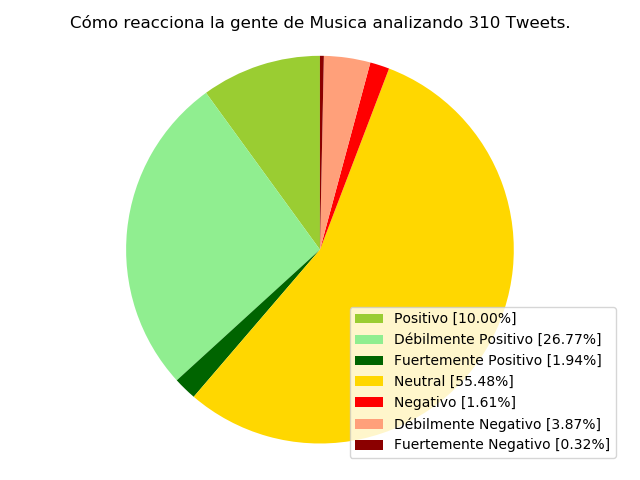 Cómo reacciona la gente de Musica analizando 310 Tweets.
Positivo [10.00%]
Débilmente Positivo [26.77%]
Fuertemente Positivo [1.94%]
Neutral [55.48%]
Negativo [1.61%]
Débilmente Negativo [3.87%]
Fuertemente Negativo [0.32%]